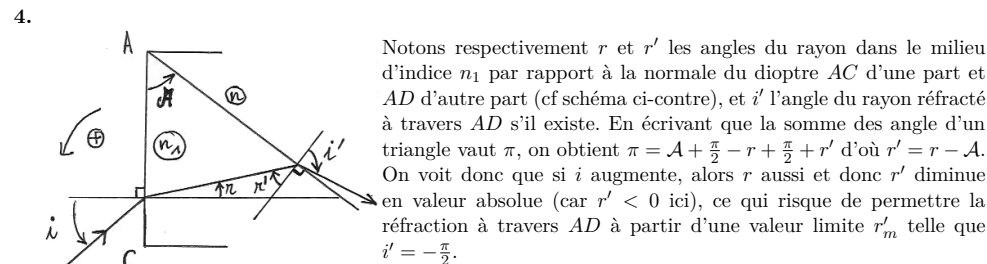 4.
A
Notons respectivement r et r′ les angles du rayon dans le milieu
d'indice n₁ par rapport à la normale du dioptre AC d'une part et
AD d'autre part (cf schéma ci-contre), et i′ l'angle du rayon réfracté
à travers AD s'il existe. En écrivant que la somme des angle d'un
triangle vaut π, on obtient π = 𝒜 + π/2 − r + π/2 + r′ d'où r′ = r − 𝒜.
On voit donc que si i augmente, alors r aussi et donc r′ diminue
en valeur absolue (car r′ < 0 ici), ce qui risque de permettre la
réfraction à travers AD à partir d'une valeur limite r′ₘ telle que
i′ = −π/2.
𝒜
n
+
n₁
i′
r
r′
i
C